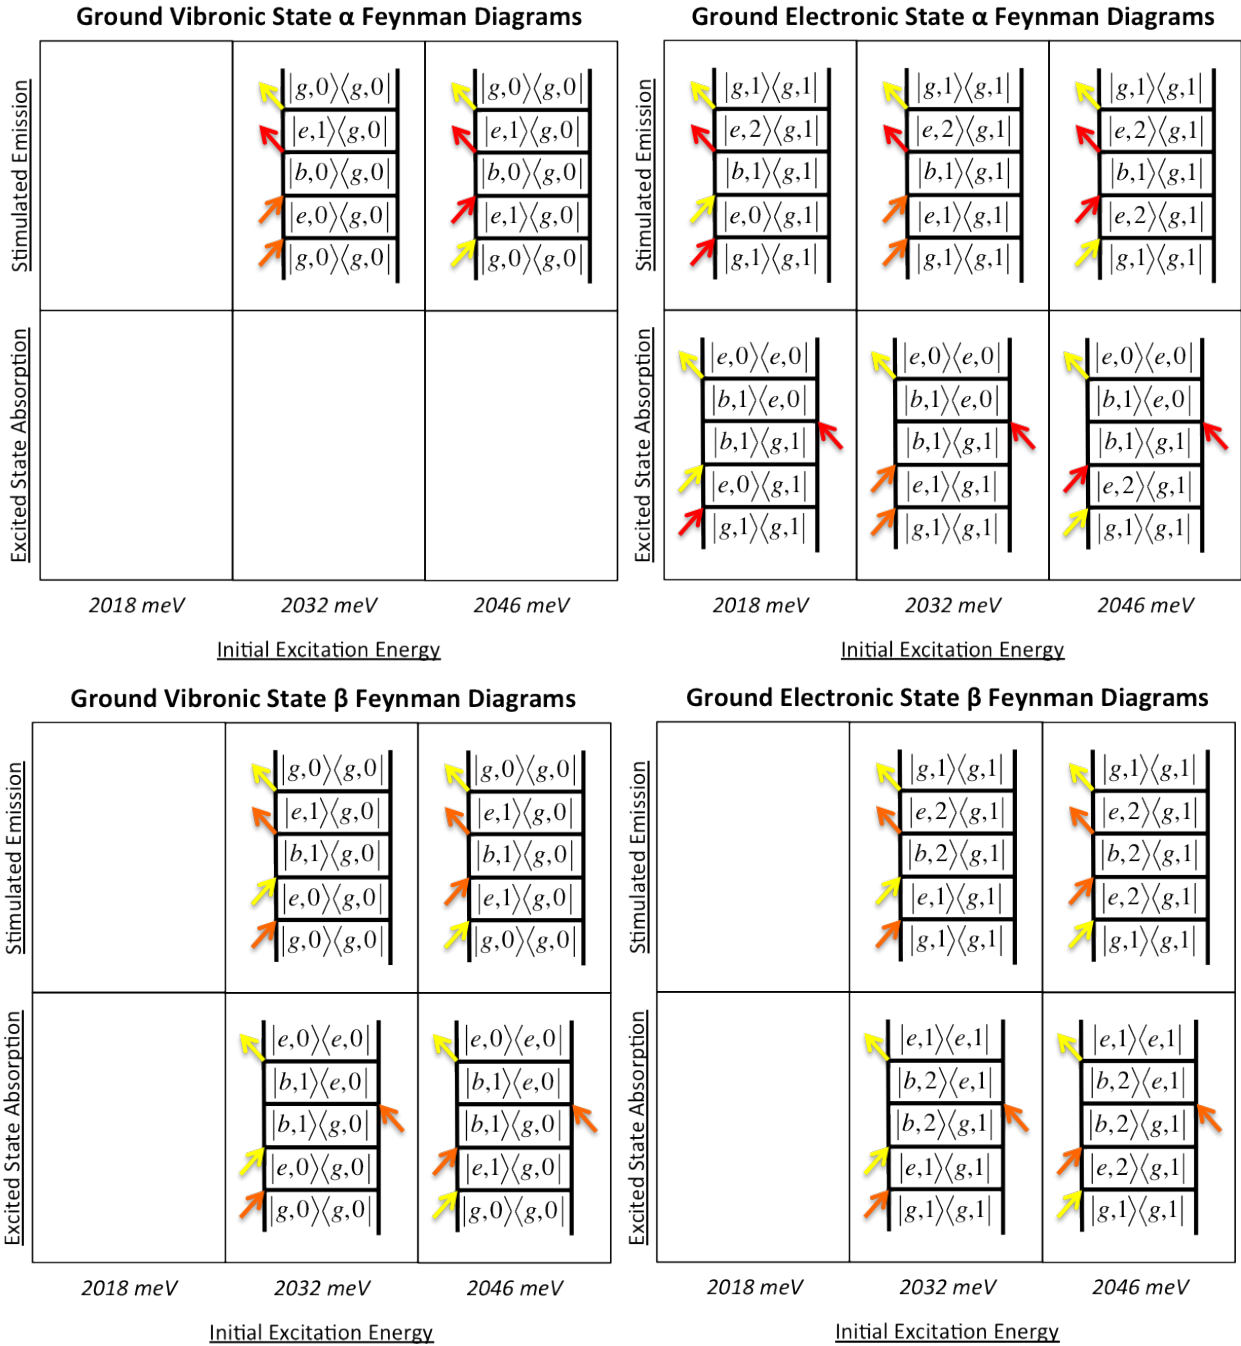 Ground Vibronic State α Feynman Diagrams
Stimulated Emission
|g,0⟩⟨g,0|
|e,1⟩⟨g,0|
|b,0⟩⟨g,0|
|e,0⟩⟨g,0|
|g,0⟩⟨g,0|
|g,0⟩⟨g,0|
|e,1⟩⟨g,0|
|b,0⟩⟨g,0|
|e,1⟩⟨g,0|
|g,0⟩⟨g,0|
Excited State Absorption
2018 meV
2032 meV
2046 meV
Initial Excitation Energy
Ground Electronic State α Feynman Diagrams
Stimulated Emission
|g,1⟩⟨g,1|
|e,2⟩⟨g,1|
|b,1⟩⟨g,1|
|e,0⟩⟨g,1|
|g,1⟩⟨g,1|
|g,1⟩⟨g,1|
|e,2⟩⟨g,1|
|b,1⟩⟨g,1|
|e,1⟩⟨g,1|
|g,1⟩⟨g,1|
|g,1⟩⟨g,1|
|e,2⟩⟨g,1|
|b,1⟩⟨g,1|
|e,2⟩⟨g,1|
|g,1⟩⟨g,1|
Excited State Absorption
|e,0⟩⟨e,0|
|b,1⟩⟨e,0|
|b,1⟩⟨g,1|
|e,0⟩⟨g,1|
|g,1⟩⟨g,1|
|e,0⟩⟨e,0|
|b,1⟩⟨e,0|
|b,1⟩⟨g,1|
|e,1⟩⟨g,1|
|g,1⟩⟨g,1|
|e,0⟩⟨e,0|
|b,1⟩⟨e,0|
|b,1⟩⟨g,1|
|e,2⟩⟨g,1|
|g,1⟩⟨g,1|
2018 meV
2032 meV
2046 meV
Initial Excitation Energy
Ground Vibronic State β Feynman Diagrams
Stimulated Emission
|g,0⟩⟨g,0|
|e,1⟩⟨g,0|
|b,1⟩⟨g,0|
|e,0⟩⟨g,0|
|g,0⟩⟨g,0|
|g,0⟩⟨g,0|
|e,1⟩⟨g,0|
|b,1⟩⟨g,0|
|e,1⟩⟨g,0|
|g,0⟩⟨g,0|
Excited State Absorption
|e,0⟩⟨e,0|
|b,1⟩⟨e,0|
|b,1⟩⟨g,0|
|e,0⟩⟨g,0|
|g,0⟩⟨g,0|
|e,0⟩⟨e,0|
|b,1⟩⟨e,0|
|b,1⟩⟨g,0|
|e,1⟩⟨g,0|
|g,0⟩⟨g,0|
2018 meV
2032 meV
2046 meV
Initial Excitation Energy
Ground Electronic State β Feynman Diagrams
Stimulated Emission
|g,1⟩⟨g,1|
|e,2⟩⟨g,1|
|b,2⟩⟨g,1|
|e,1⟩⟨g,1|
|g,1⟩⟨g,1|
|g,1⟩⟨g,1|
|e,2⟩⟨g,1|
|b,2⟩⟨g,1|
|e,2⟩⟨g,1|
|g,1⟩⟨g,1|
Excited State Absorption
|e,1⟩⟨e,1|
|b,2⟩⟨e,1|
|b,2⟩⟨g,1|
|e,1⟩⟨g,1|
|g,1⟩⟨g,1|
|e,1⟩⟨e,1|
|b,2⟩⟨e,1|
|b,2⟩⟨g,1|
|e,2⟩⟨g,1|
|g,1⟩⟨g,1|
2018 meV
2032 meV
2046 meV
Initial Excitation Energy